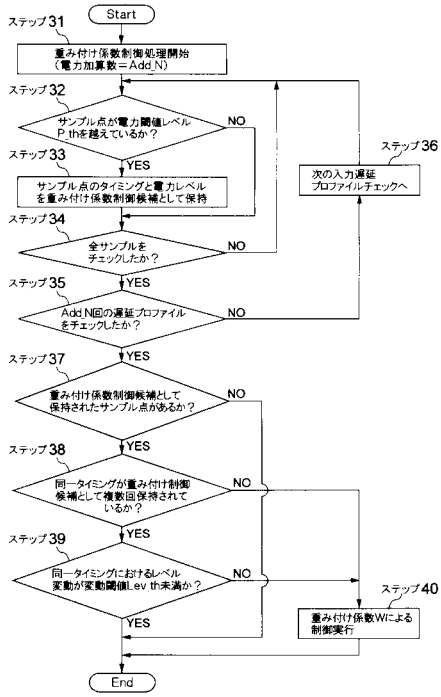 Start
ステップ31
重み付け係数制御処理開始
(電力加算数=Add_N)
ステップ32
サンプル点が電力閾値レベル
P_thを越えているか?
NO
YES
ステップ33
サンプル点のタイミングと電力レベル
を重み付け係数制御候補として保持
ステップ36
次の入力遅延
プロファイルチェックへ
ステップ34
全サンプルを
チェックしたか?
NO
YES
ステップ35
Add_N回の遅延プロファイル
をチェックしたか?
NO
YES
ステップ37
重み付け係数制御候補として
保持されたサンプル点があるか?
NO
YES
ステップ38
同一タイミングが重み付け制御
候補として複数回保持されて
いるか?
NO
YES
ステップ39
同一タイミングにおけるレベル
変動が変動閾値Lev_th未満か?
NO
YES
ステップ40
重み付け係数Wによる
制御実行
End